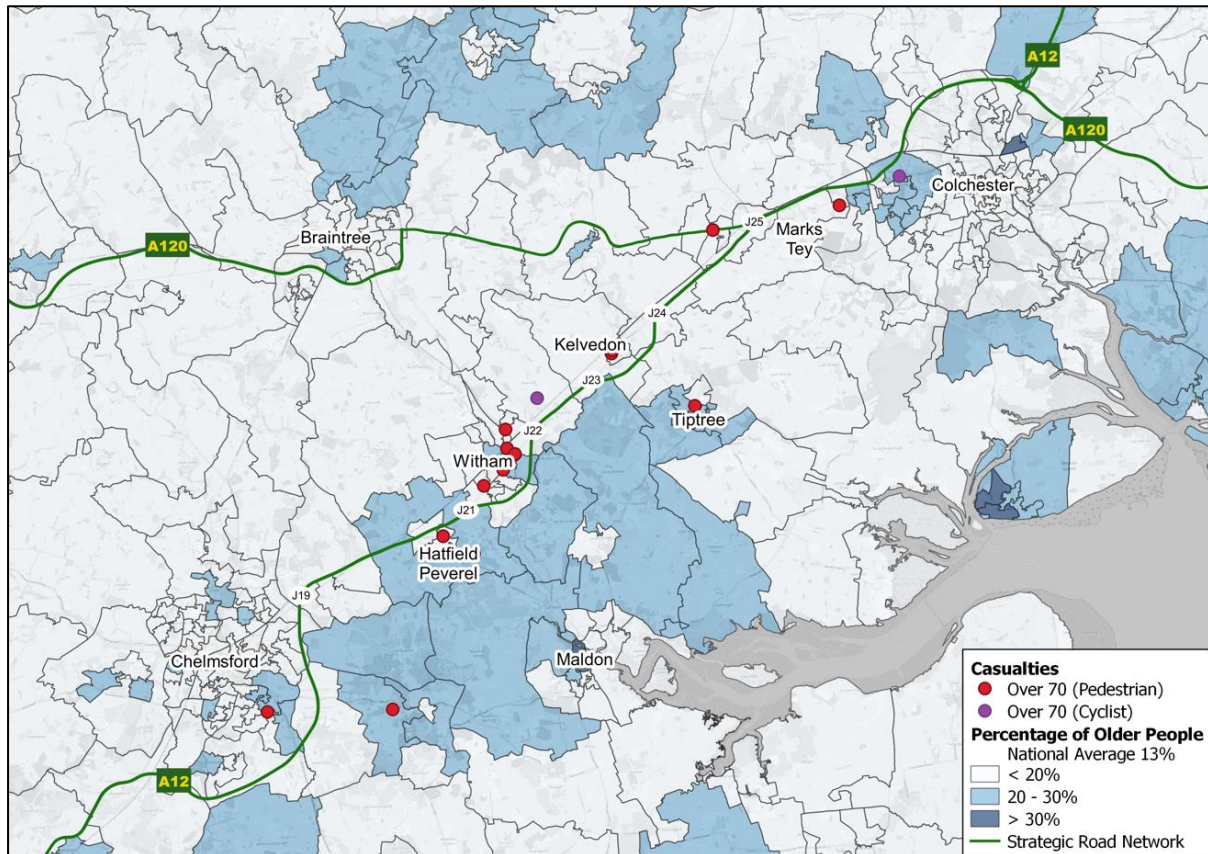 A12
A120
Colchester
Braintree
A120
J25
Marks
Tey
J24
Kelvedon
J23
Tiptree
J22
Witham
J21
Hatfield
Peverel
J19
Chelmsford
Maldon
A12
Casualties
Over 70 (Pedestrian)
Over 70 (Cyclist)
Percentage of Older People
National Average 13%
< 20%
20 - 30%
> 30%
Strategic Road Network